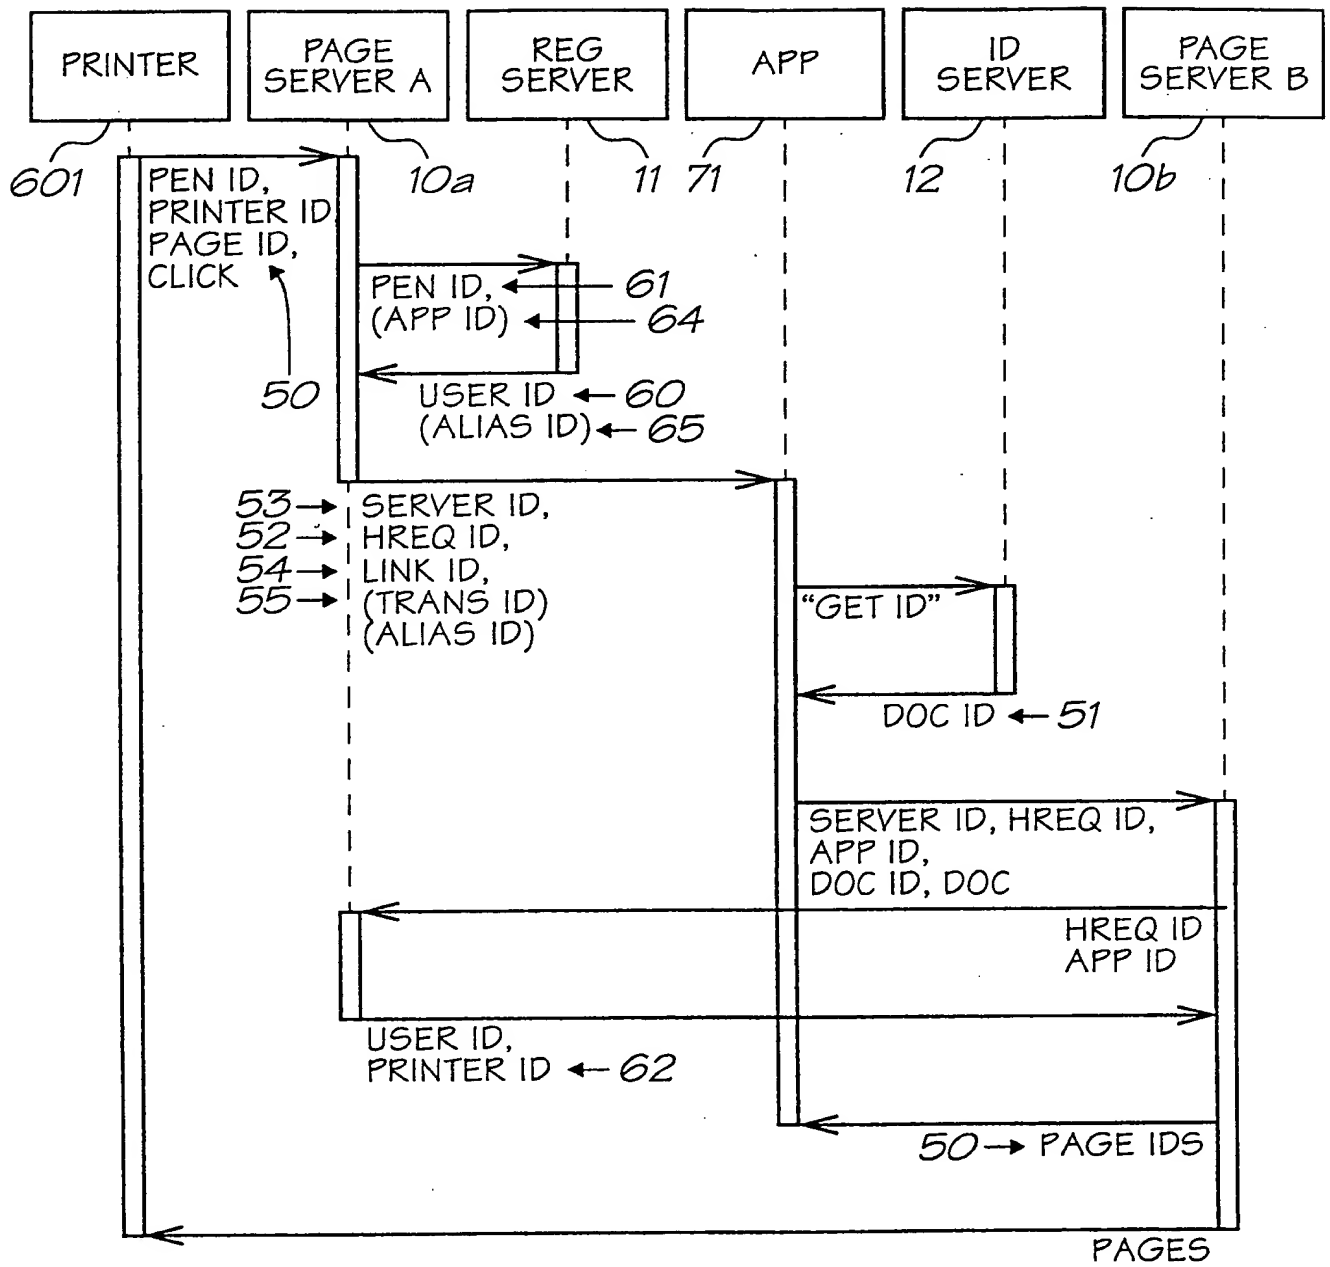 PRINTER
PAGE
SERVER A
REG
SERVER
APP
ID
SERVER
PAGE
SERVER B
601
10a
11
71
12
10b
PEN ID,
PRINTER ID
PAGE ID,
CLICK
50
PEN ID,
61
(APP ID)
64
USER ID
60
(ALIAS ID)
65
53
SERVER ID,
52
HREQ ID,
54
LINK ID,
55
(TRANS ID)
(ALIAS ID)
“GET ID”
DOC ID
51
SERVER ID, HREQ ID,
APP ID,
DOC ID, DOC
HREQ ID
APP ID
USER ID,
PRINTER ID
62
50
PAGE IDS
PAGES